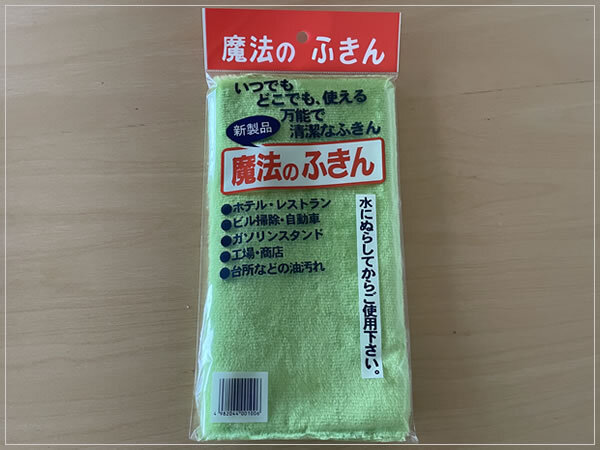 魔法の ふきん
いつでも
どこでも、使える
万能で
清潔なふきん
新製品
魔法のふきん
●ホテル・レストラン
●ビル掃除・自動車
●ガソリンスタンド
●工場・商店
●台所などの油汚れ
水にぬらしてからご使用下さい。
4 982044 001006